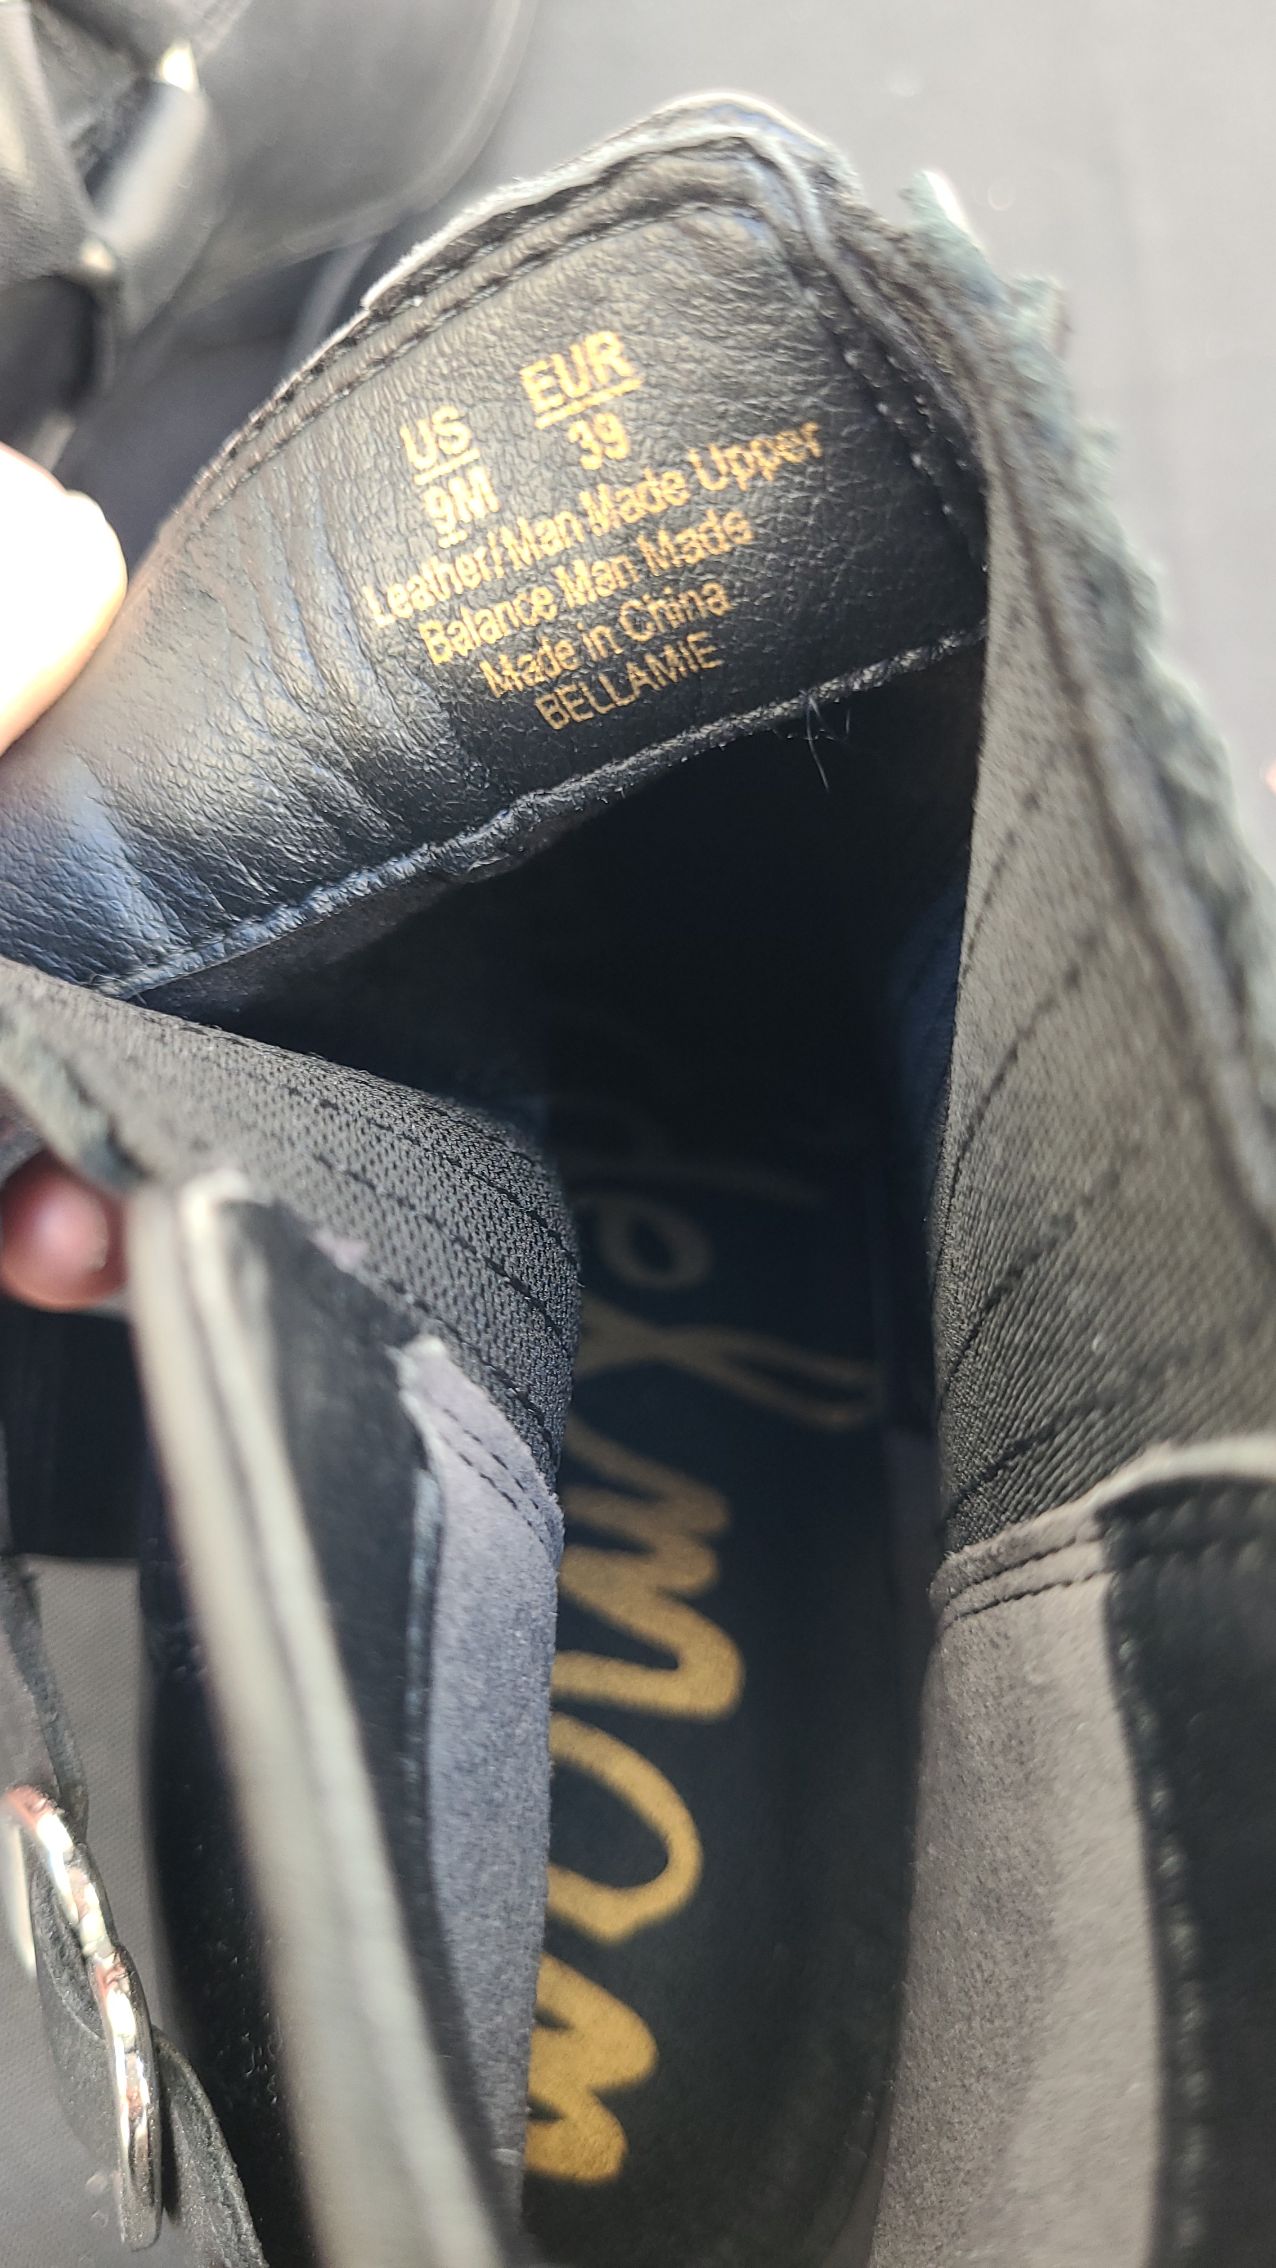 US EUR
9M 39
Leather/Man Made Upper
Balance Man Made
Made in China
BELLAMIE